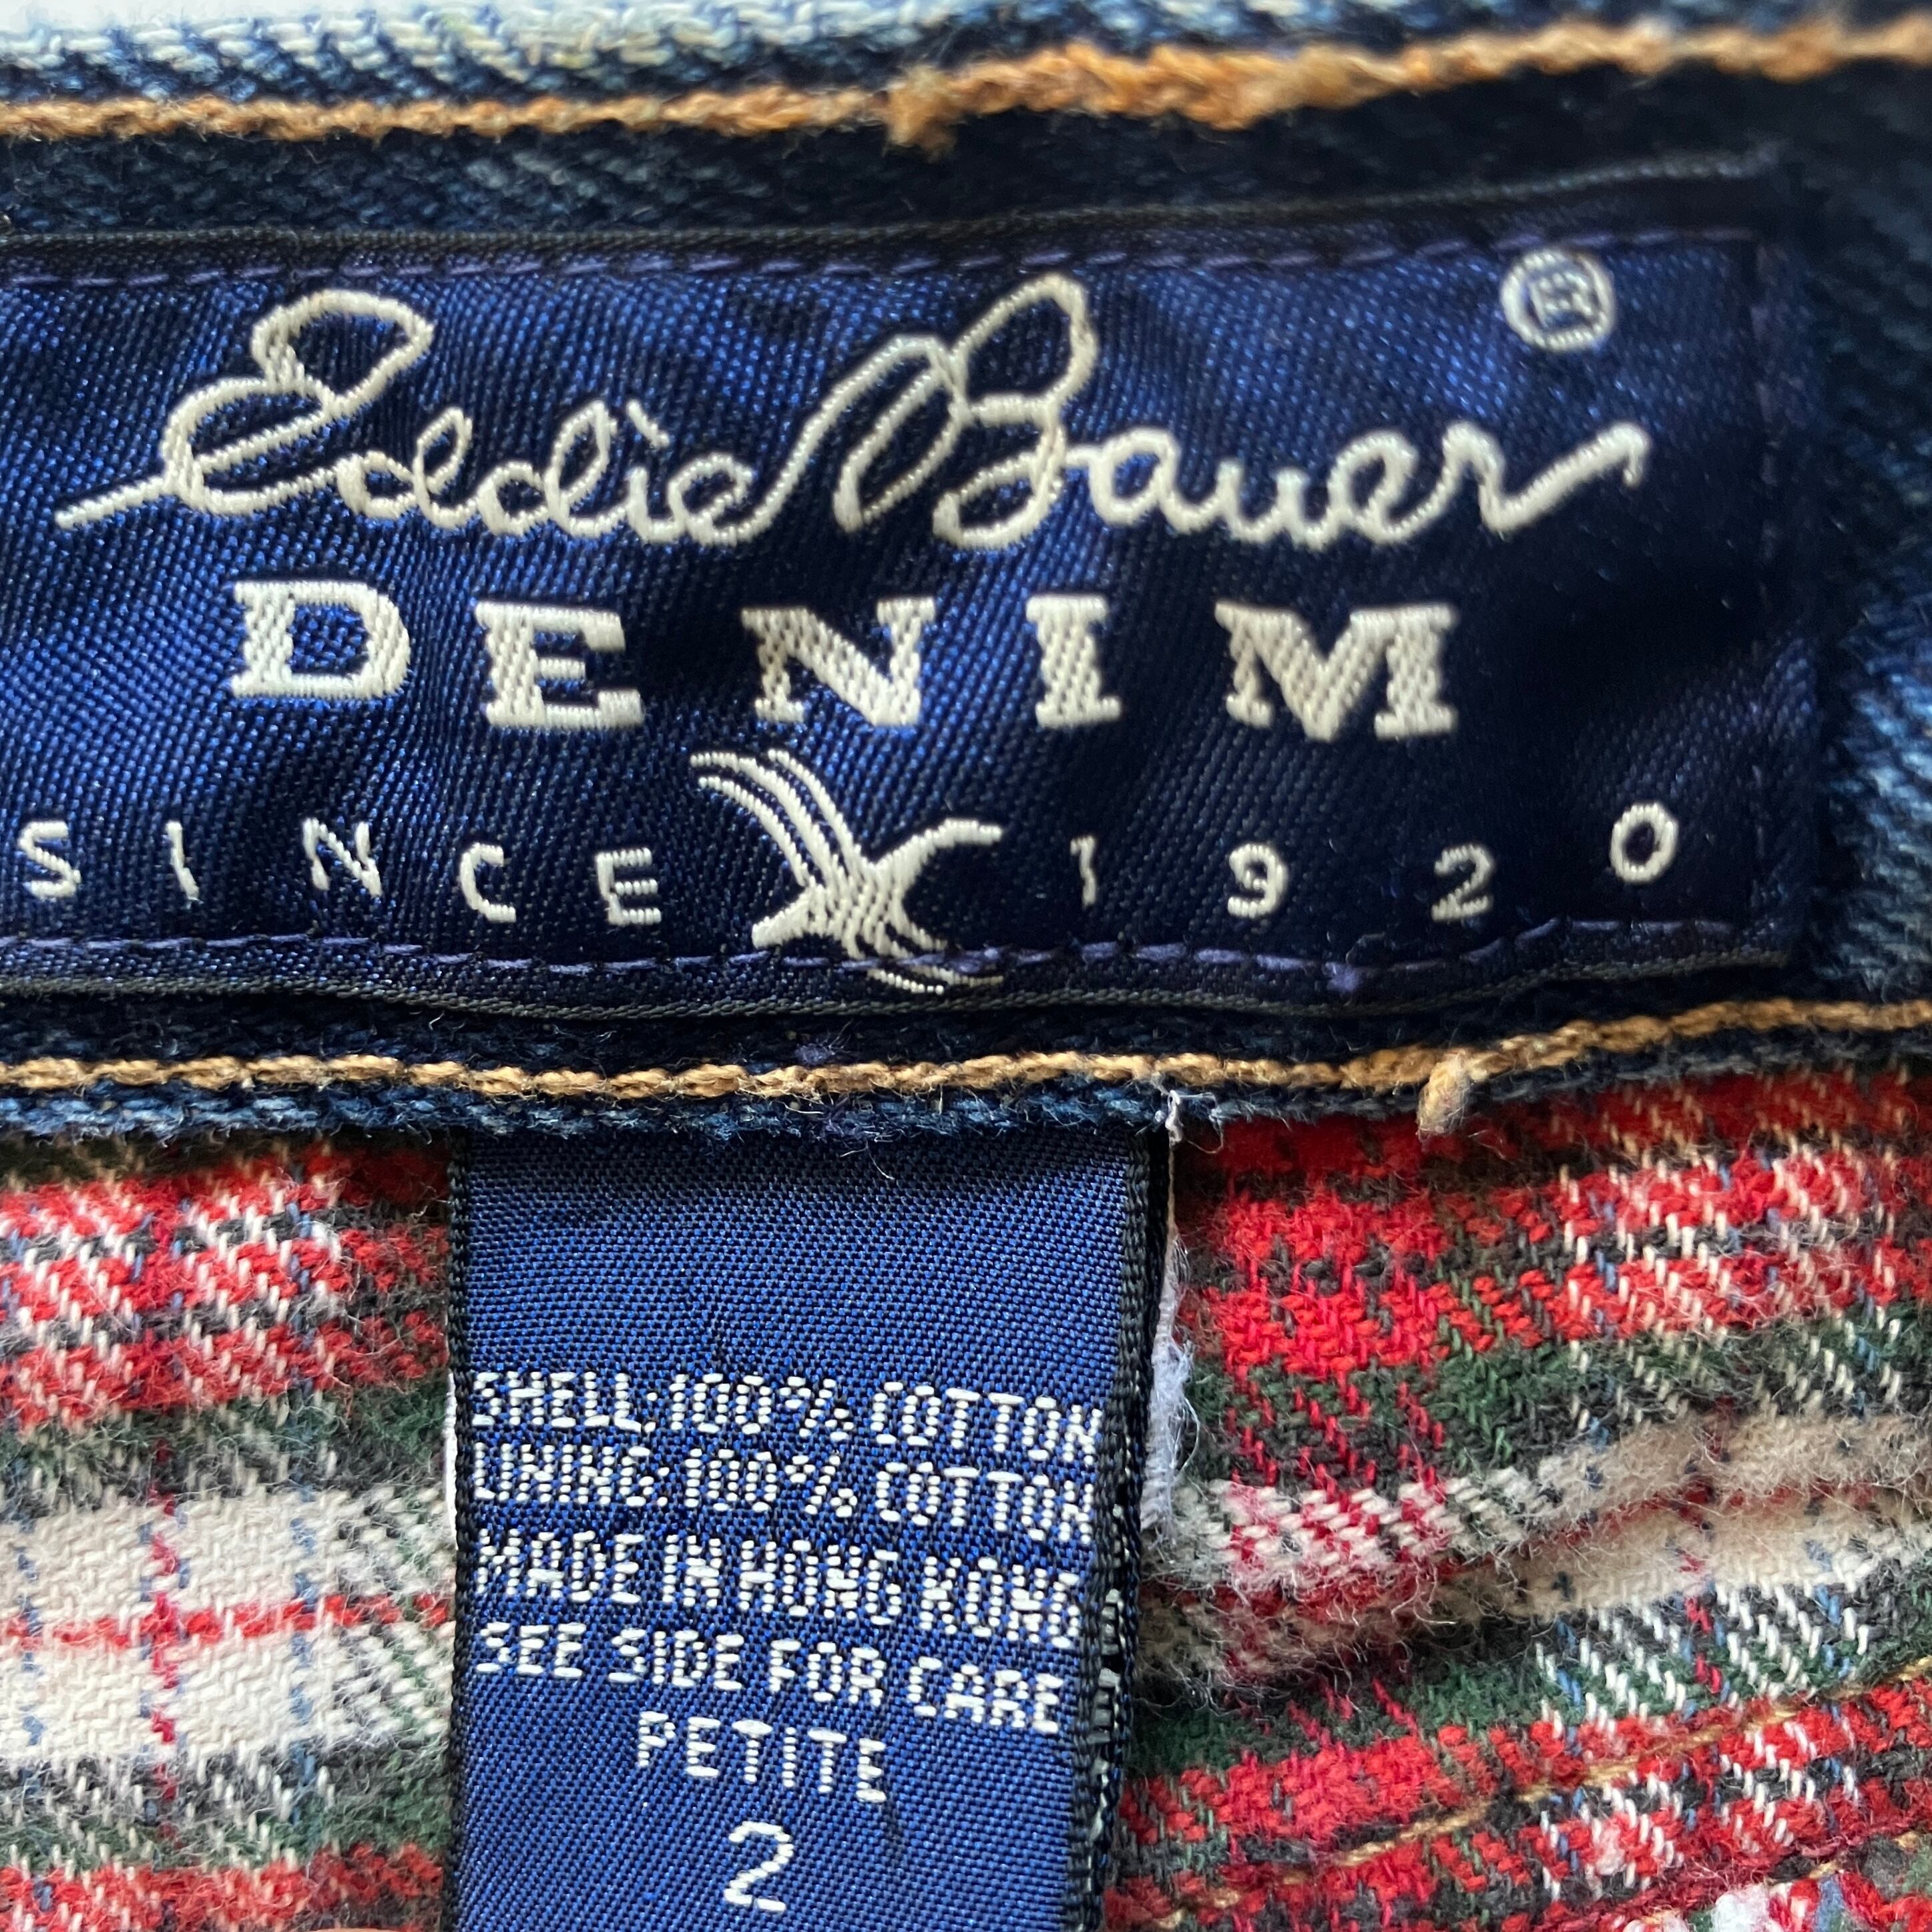 Eddie Bauer ®
DENIM
SINCE 1920
SHELL:100% COTTON
LINING:100% COTTON
MADE IN HONG KONG
SEE SIDE FOR CARE
PETITE
2